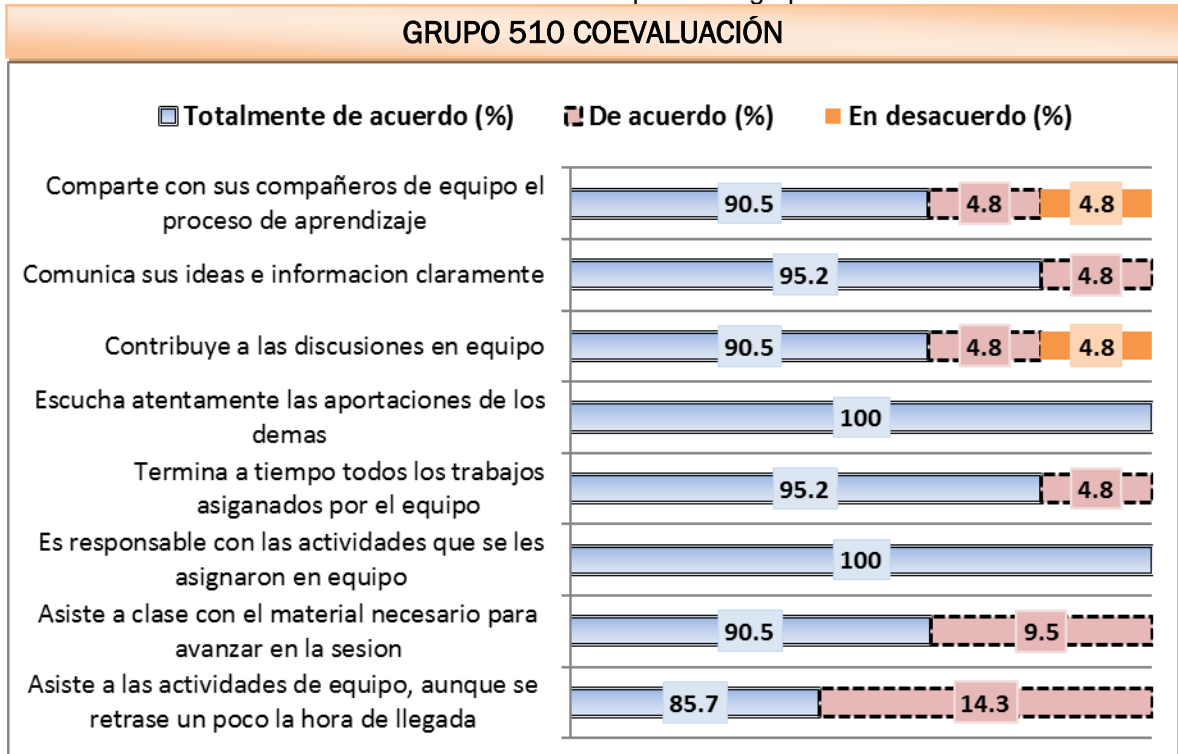 GRUPO 510 COEVALUACIÓN
Totalmente de acuerdo (%) De acuerdo (%) En desacuerdo (%)
Comparte con sus compañeros de equipo el
proceso de aprendizaje
90.5 4.8 4.8
Comunica sus ideas e informacion claramente
95.2 4.8
Contribuye a las discusiones en equipo
90.5 4.8 4.8
Escucha atentamente las aportaciones de los
demas
100
Termina a tiempo todos los trabajos
asiganados por el equipo
95.2 4.8
Es responsable con las actividades que se les
asignaron en equipo
100
Asiste a clase con el material necesario para
avanzar en la sesion
90.5 9.5
Asiste a las actividades de equipo, aunque se
retrase un poco la hora de llegada
85.7 14.3